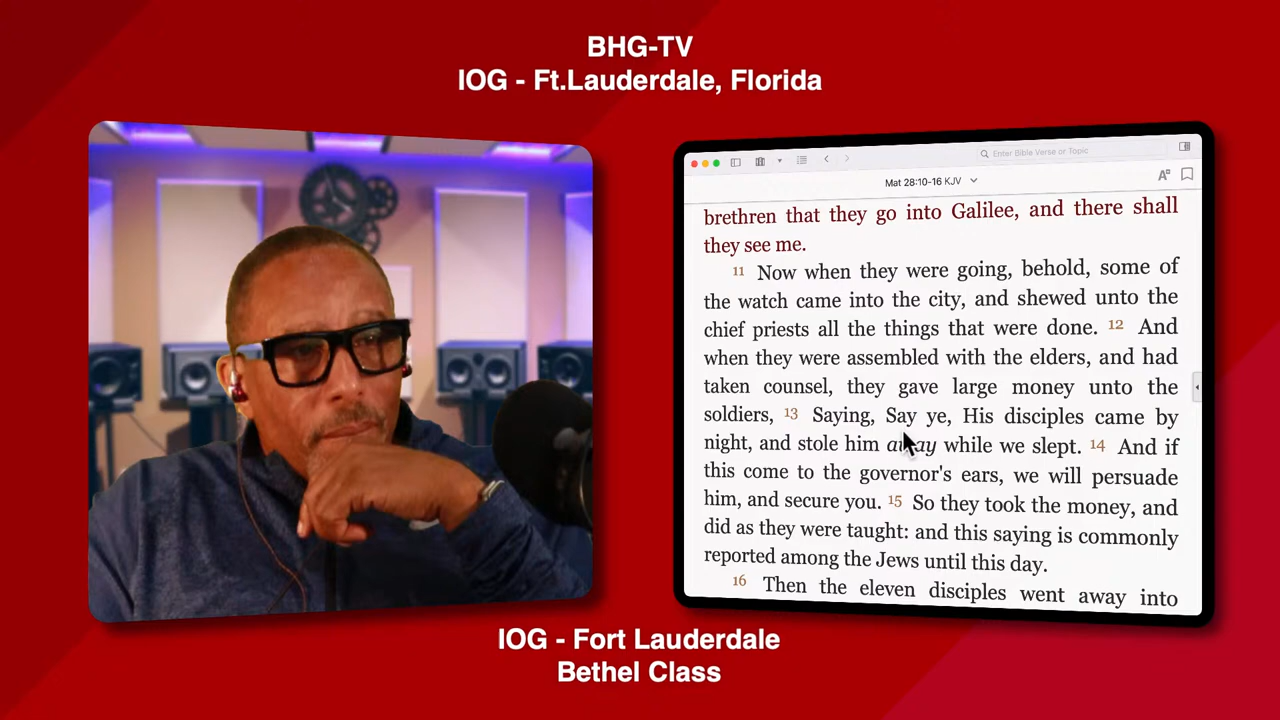 BHG-TV
IOG - Ft.Lauderdale, Florida
Enter Bible Verse or Topic
Mat 28:10-16 KJV
brethren that they go into Galilee, and there shall
they see me.
11 Now when they were going, behold, some of
the watch came into the city, and shewed unto the
chief priests all the things that were done. 12 And
when they were assembled with the elders, and had
taken counsel, they gave large money unto the
soldiers, 13 Saying, Say ye, His disciples came by
night, and stole him away while we slept. 14 And if
this come to the governor's ears, we will persuade
him, and secure you. 15 So they took the money, and
did as they were taught: and this saying is commonly
reported among the Jews until this day.
16 Then the eleven disciples went away into
IOG - Fort Lauderdale
Bethel Class